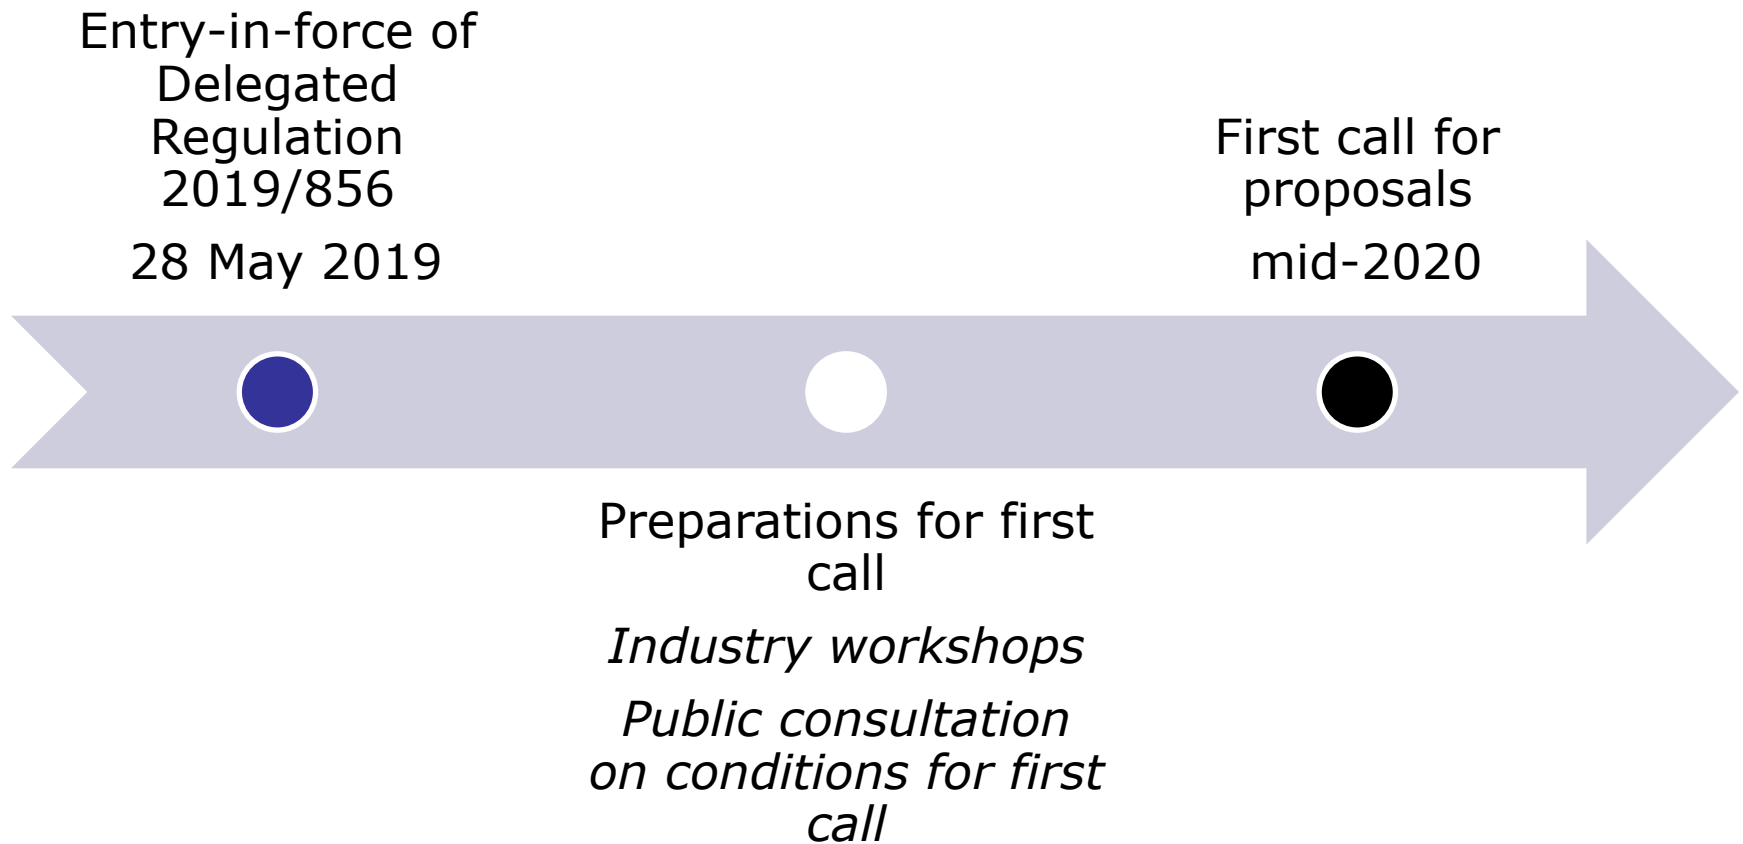 Entry-in-force of
Delegated
Regulation
2019/856
28 May 2019
Preparations for first
call
Industry workshops
Public consultation
on conditions for first
call
First call for
proposals
mid-2020